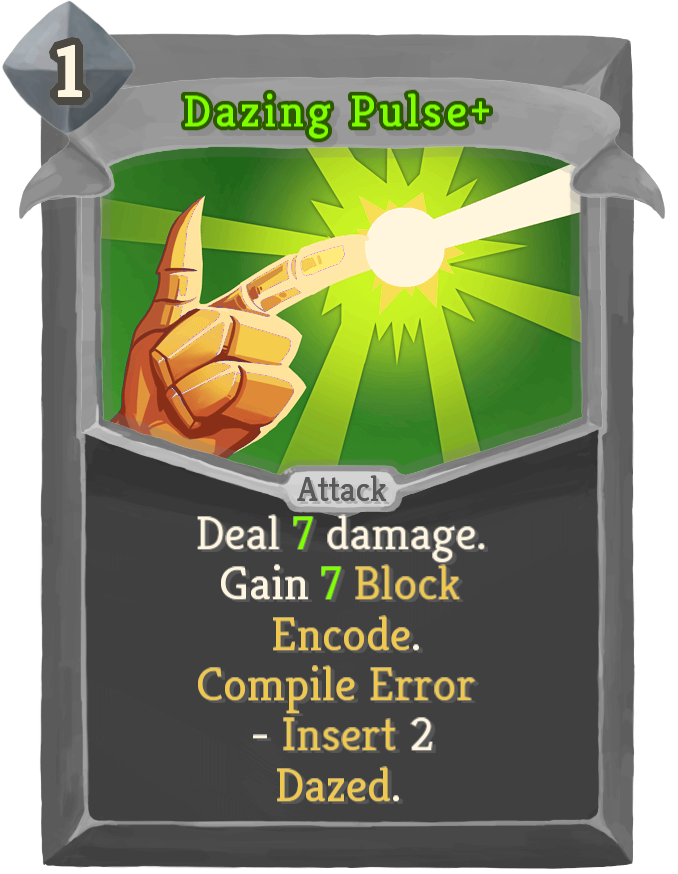 1
Dazing Pulse+
Attack
Deal 7 damage.
Gain 7 Block
Encode.
Compile Error
- Insert 2
Dazed.